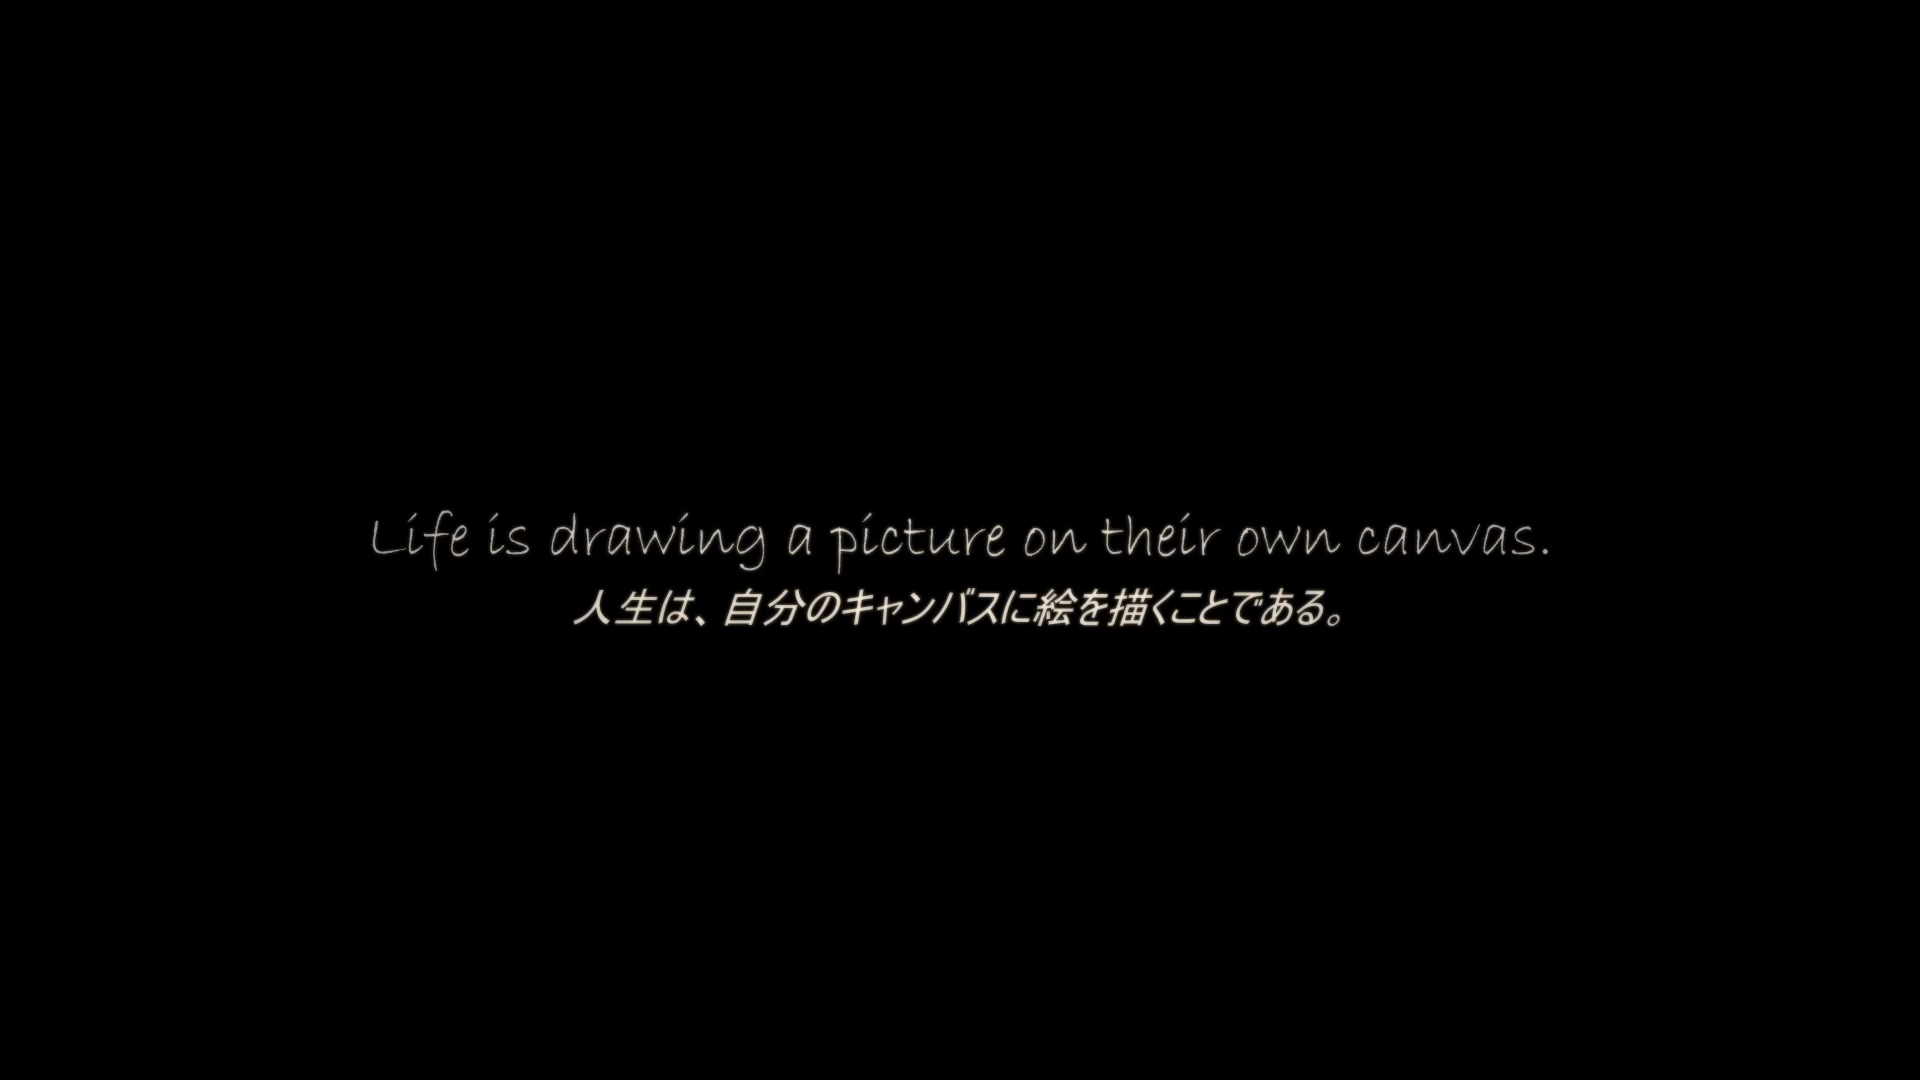 Life is drawing a picture on their own canvas.
人生は、自分のキャンバスに絵を描くことである。